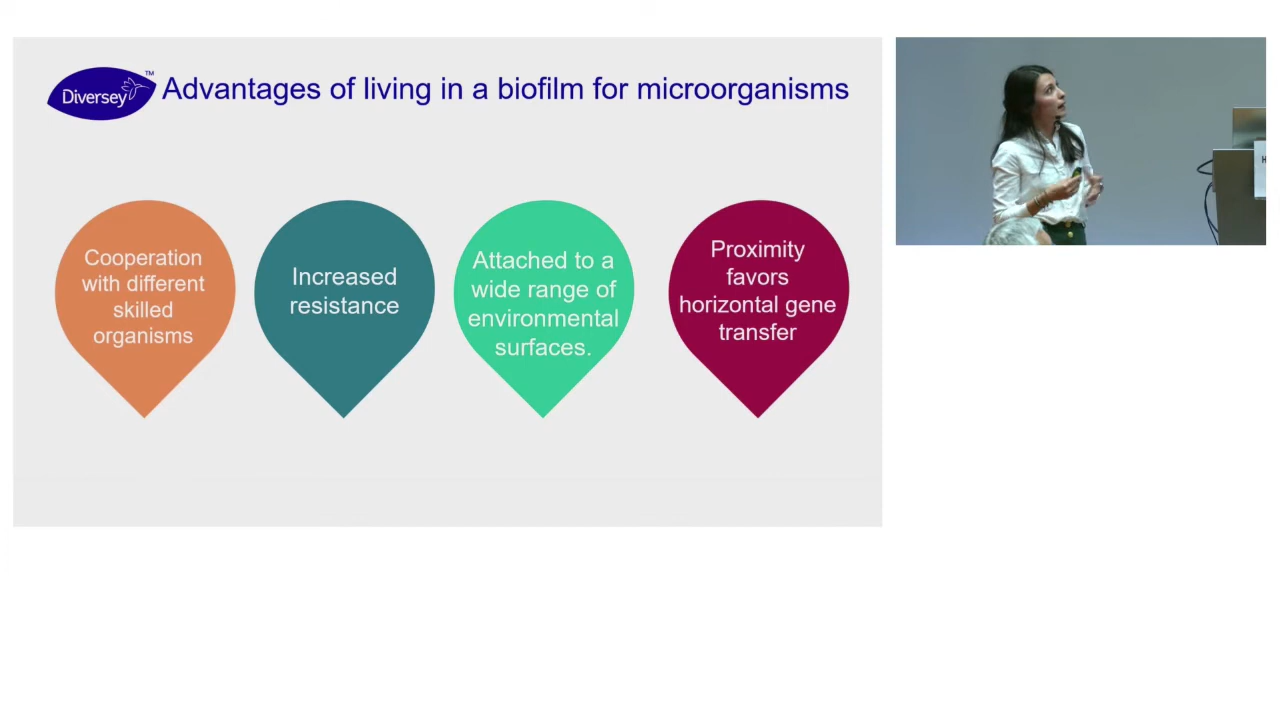 Diversey™
Advantages of living in a biofilm for microorganisms
Cooperation
with different
skilled
organisms
Increased
resistance
Attached to a
wide range of
environmental
surfaces.
Proximity
favors
horizontal gene
transfer
H